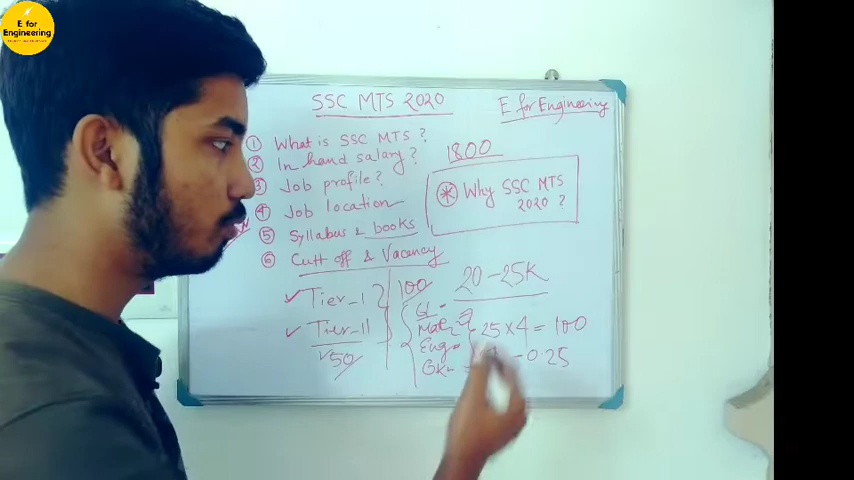 E for
Engineering
SSC MTS 2020
E for Engineering
① What is SSC MTS ?
② In hand salary ?
③ Job profile ?
④ Job location
⑤ Syllabus & books
⑥ Cutt off & Vacancy
1800
Why SSC MTS
2020 ?
20-25K
Tier-I
100
Tier-II
50
GI-
Eng-
GK-
25 x 4 = 100
-0.25